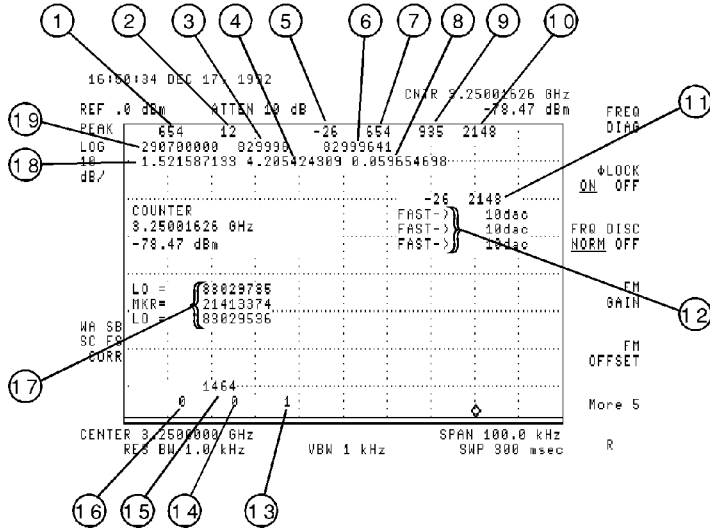 1 2 3 4 5 6 7 8 9 10
16:50:34 DEC 17, 1992
CNTR 3.25001626 GHz
REF .0 dBm ATTEN 10 dB -78.47 dBm
FREQ
DIAG
11
19
PEAK 654 12 -26 654 935 2148
LOG 290700000 829996 82999641
18
10 1.521587133 4.205424309 0.059654698
dB/
ΦLOCK
ON OFF
-26 2148
COUNTER FAST-> 10dac
3.25001626 GHz FAST-> 10dac
-78.47 dBm FAST-> 10dac
FRQ DISC
NORM OFF
12
LO = 83029785
MKR= 21413374
LO = 83029536
FM
GAIN
WA SB
SC FS
CORR
FM
OFFSET
17
1464
0 0 1
More 5
CENTER 3.2500000 GHz SPAN 100.0 kHz
RES BW 1.0 kHz VBW 1 kHz SWP 300 msec
R
16 15 14 13